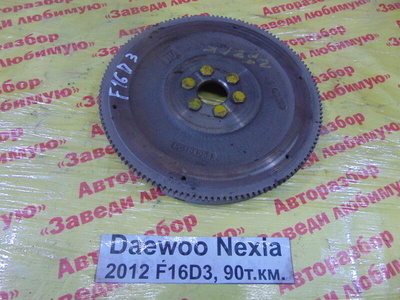 F16D3
Авторазбор
"Заведи любимую"
Daewoo Nexia
2012 F16D3, 90т.км.